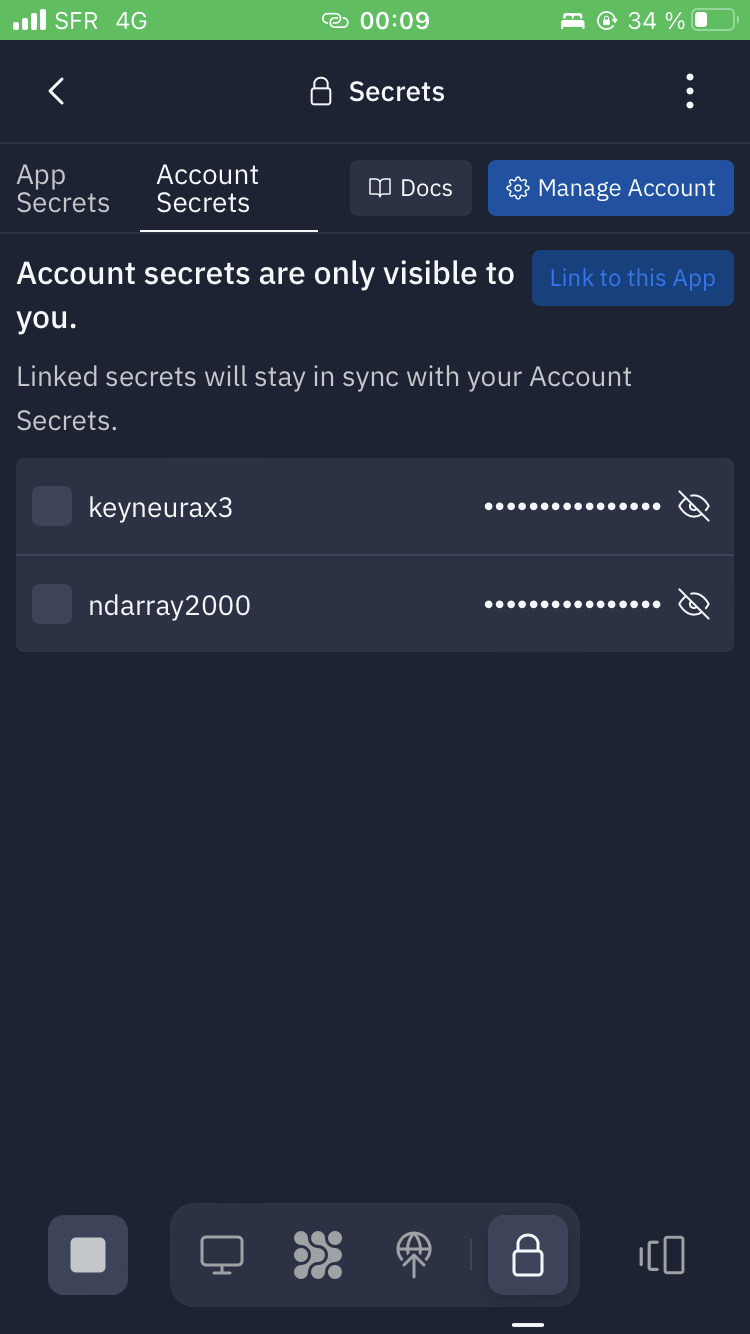 SFR 4G 00:09 34 %
Secrets
App Secrets
Account Secrets
Docs
Manage Account
Account secrets are only visible to
you.
Link to this App
Linked secrets will stay in sync with your Account
Secrets.
keyneurax3 ••••••••••••••••
ndarray2000 ••••••••••••••••